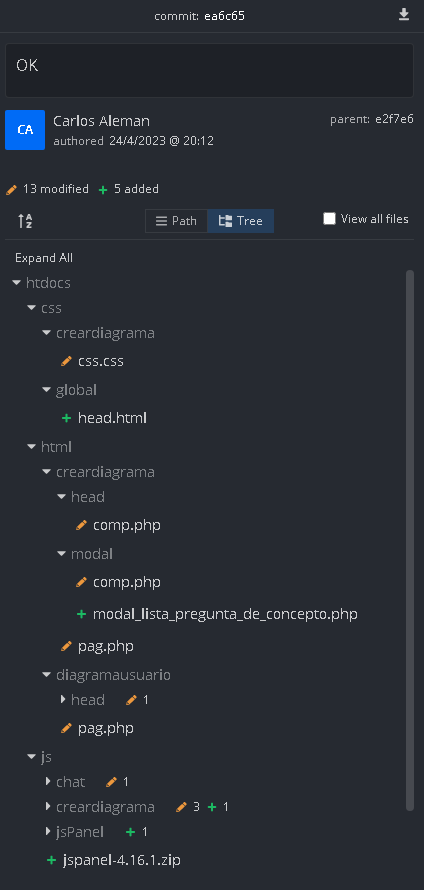 commit: ea6c65
OK
CA
Carlos Aleman
parent: e2f7e6
authored 24/4/2023 @ 20:12
13 modified + 5 added
A Z
Path
Tree
View all files
Expand All
htdocs
css
creardiagrama
css.css
global
+ head.html
html
creardiagrama
head
comp.php
modal
comp.php
+ modal_lista_pregunta_de_concepto.php
pag.php
diagramausuario
head 1
pag.php
js
chat 1
creardiagrama 3 + 1
jsPanel + 1
+ jspanel-4.16.1.zip